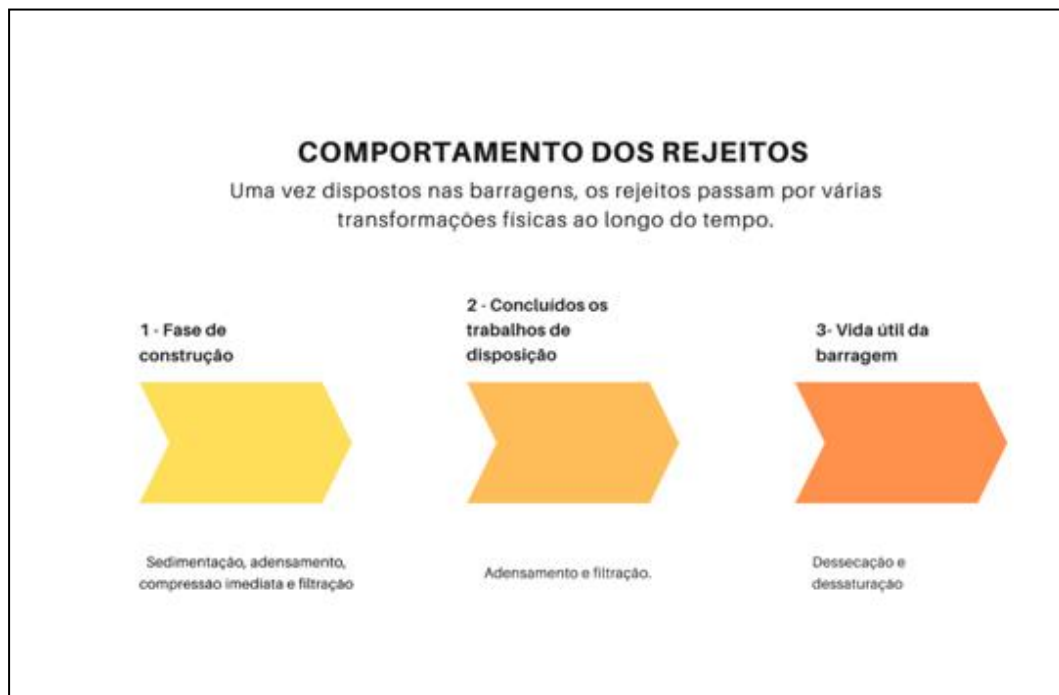 COMPORTAMENTO DOS REJEITOS
Uma vez dispostos nas barragens, os rejeitos passam por várias
transformações físicas ao longo do tempo.
1 - Fase de
construção
2 - Concluídos os
trabalhos de
disposição
3- Vida útil da
barragem
Sedimentação, adensamento,
compressão imediata e filtração
Adensamento e filtração.
Dessecação e
dessaturação